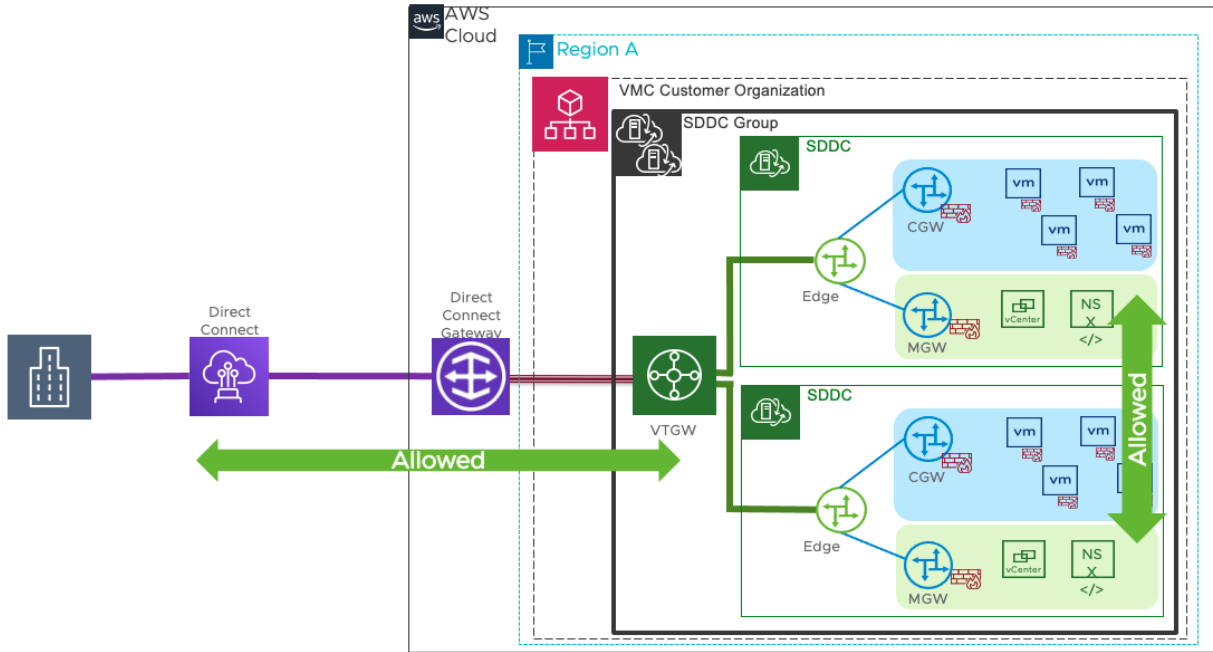 aws
AWS
Cloud
Region A
VMC Customer Organization
SDDC Group
SDDC
CGW
vm
vm
vm
vm
Edge
MGW
vCenter
NS
X
</>
Direct
Connect
Direct
Connect
Gateway
VTGW
Allowed
SDDC
CGW
vm
vm
vm
Edge
MGW
vCenter
NS
X
</>
Allowed